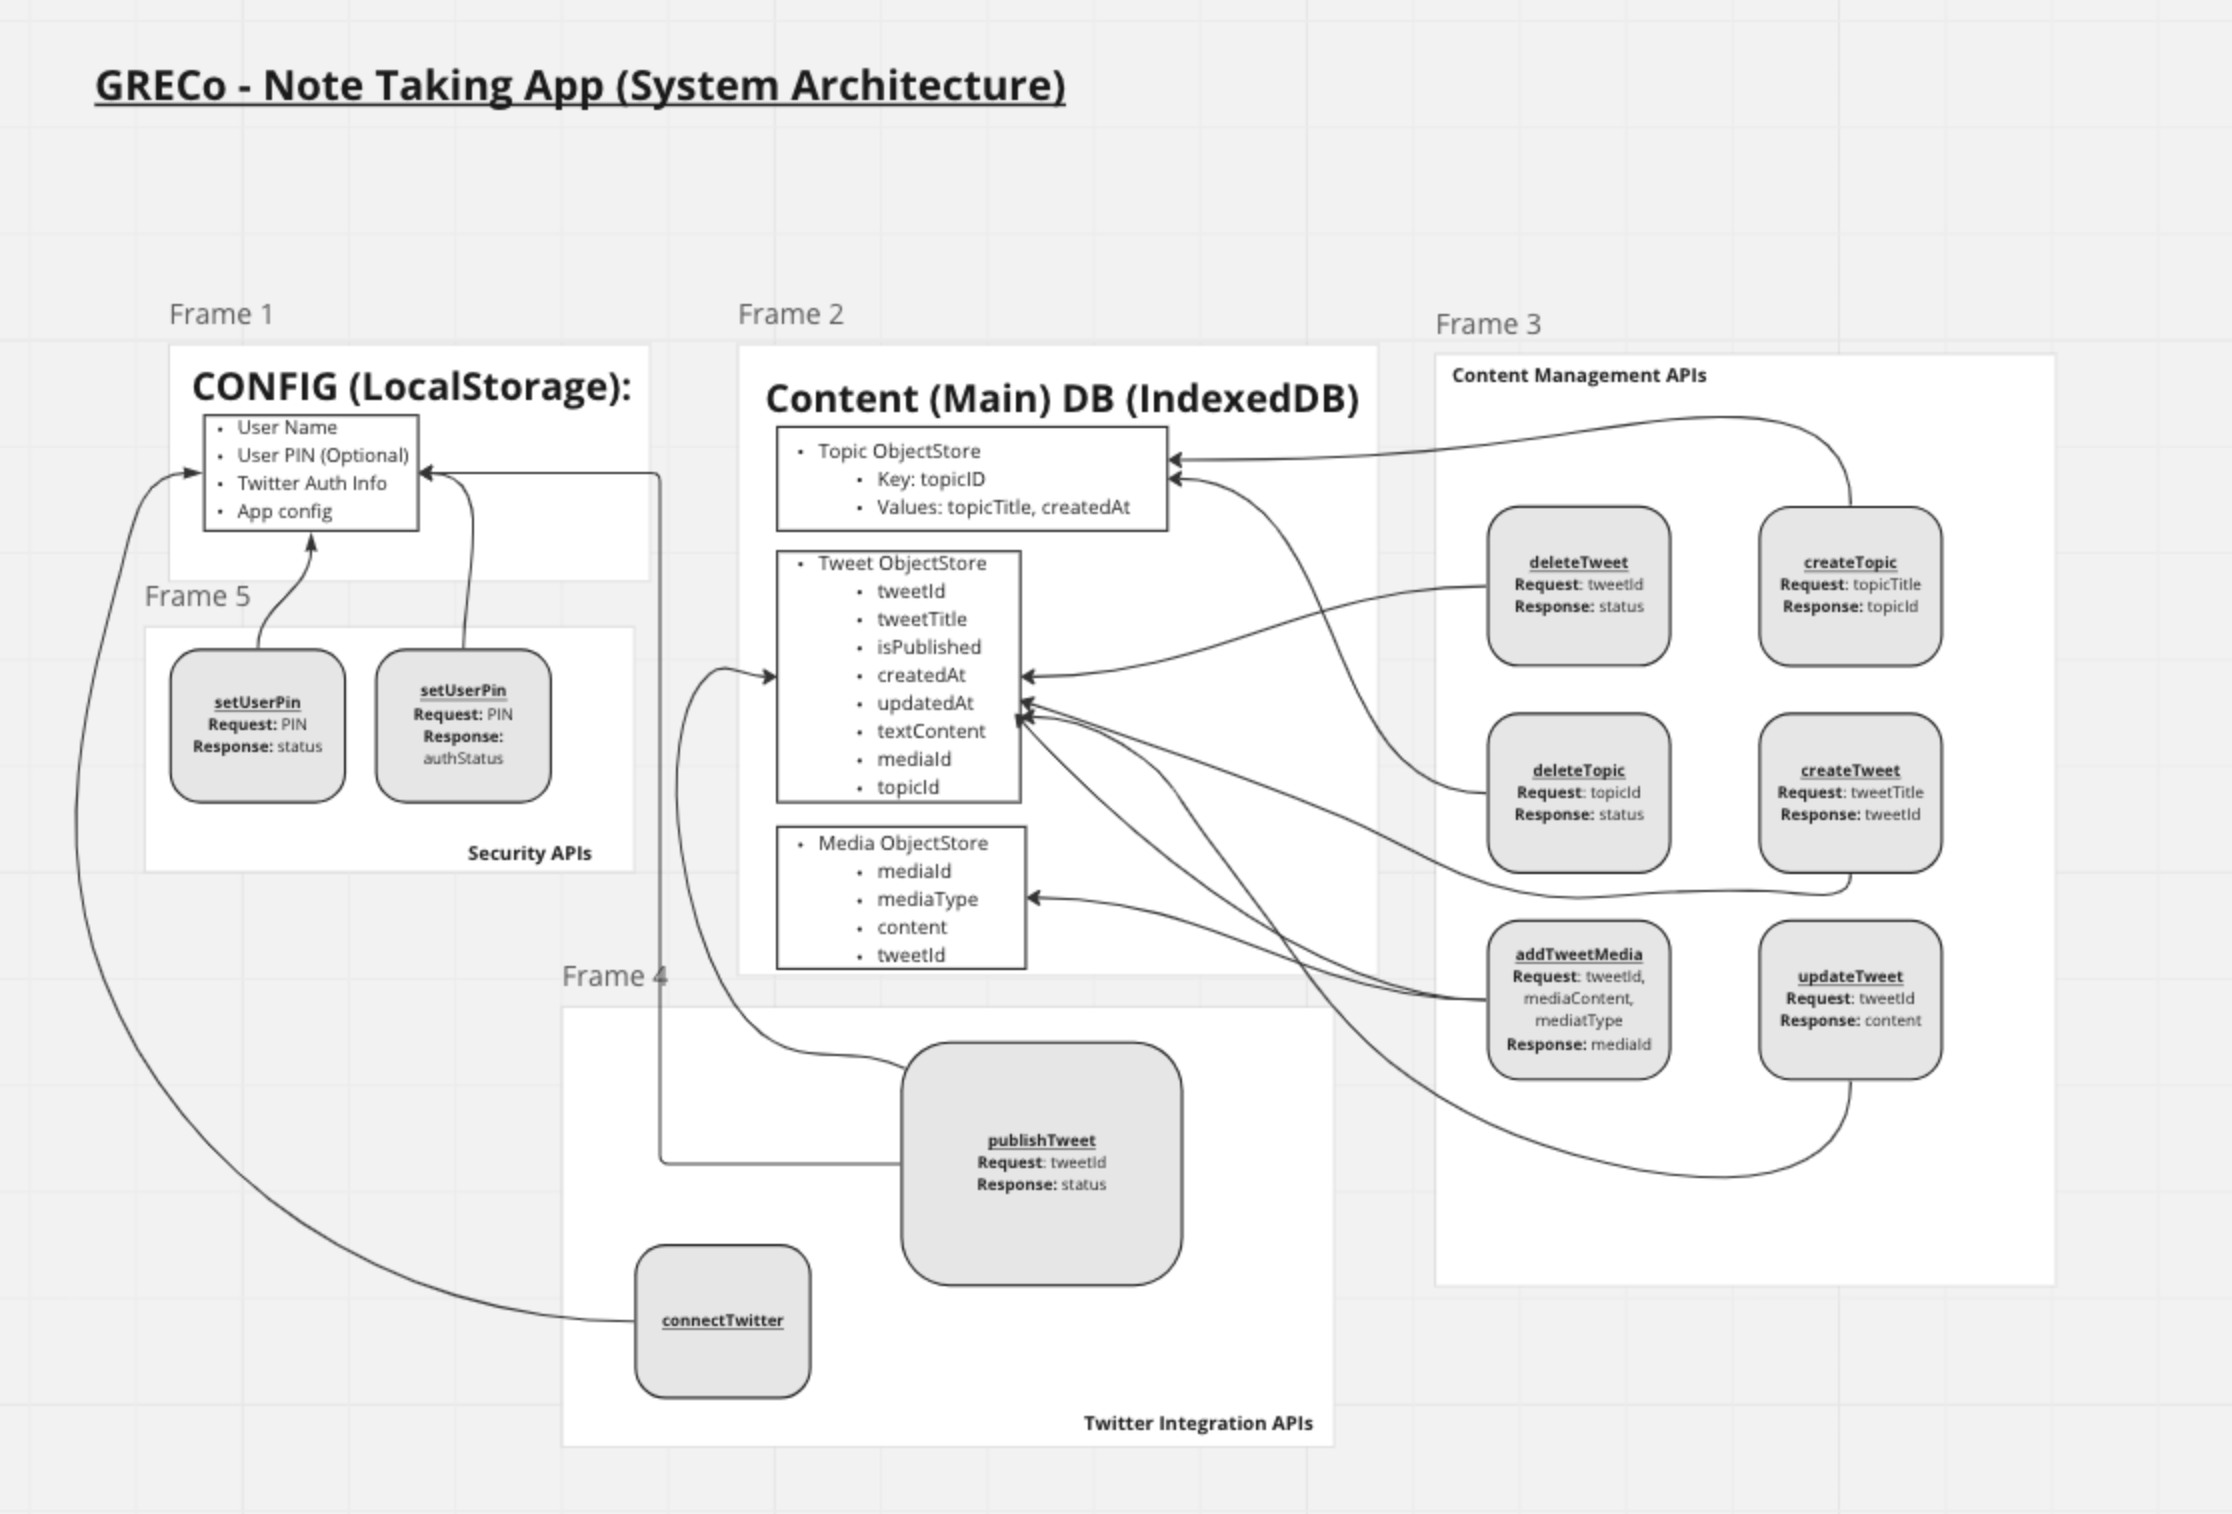 GRECo - Note Taking App (System Architecture)
Frame 1
CONFIG (LocalStorage):
• User Name
• User PIN (Optional)
• Twitter Auth Info
• App config
Frame 5
setUserPin
Request: PIN
Response: status
setUserPin
Request: PIN
Response:
authStatus
Security APIs
Frame 2
Content (Main) DB (IndexedDB)
• Topic ObjectStore
• Key: topicID
• Values: topicTitle, createdAt
• Tweet ObjectStore
• tweetId
• tweetTitle
• isPublished
• createdAt
• updatedAt
• textContent
• mediaId
• topicId
• Media ObjectStore
• mediaId
• mediaType
• content
• tweetId
Frame 3
Content Management APIs
deleteTweet
Request: tweetId
Response: status
createTopic
Request: topicTitle
Response: topicId
deleteTopic
Request: topicId
Response: status
createTweet
Request: tweetTitle
Response: tweetId
addTweetMedia
Request: tweetId,
mediaContent,
mediatType
Response: mediaId
updateTweet
Request: tweetId
Response: content
Frame 4
publishTweet
Request: tweetId
Response: status
connectTwitter
Twitter Integration APIs